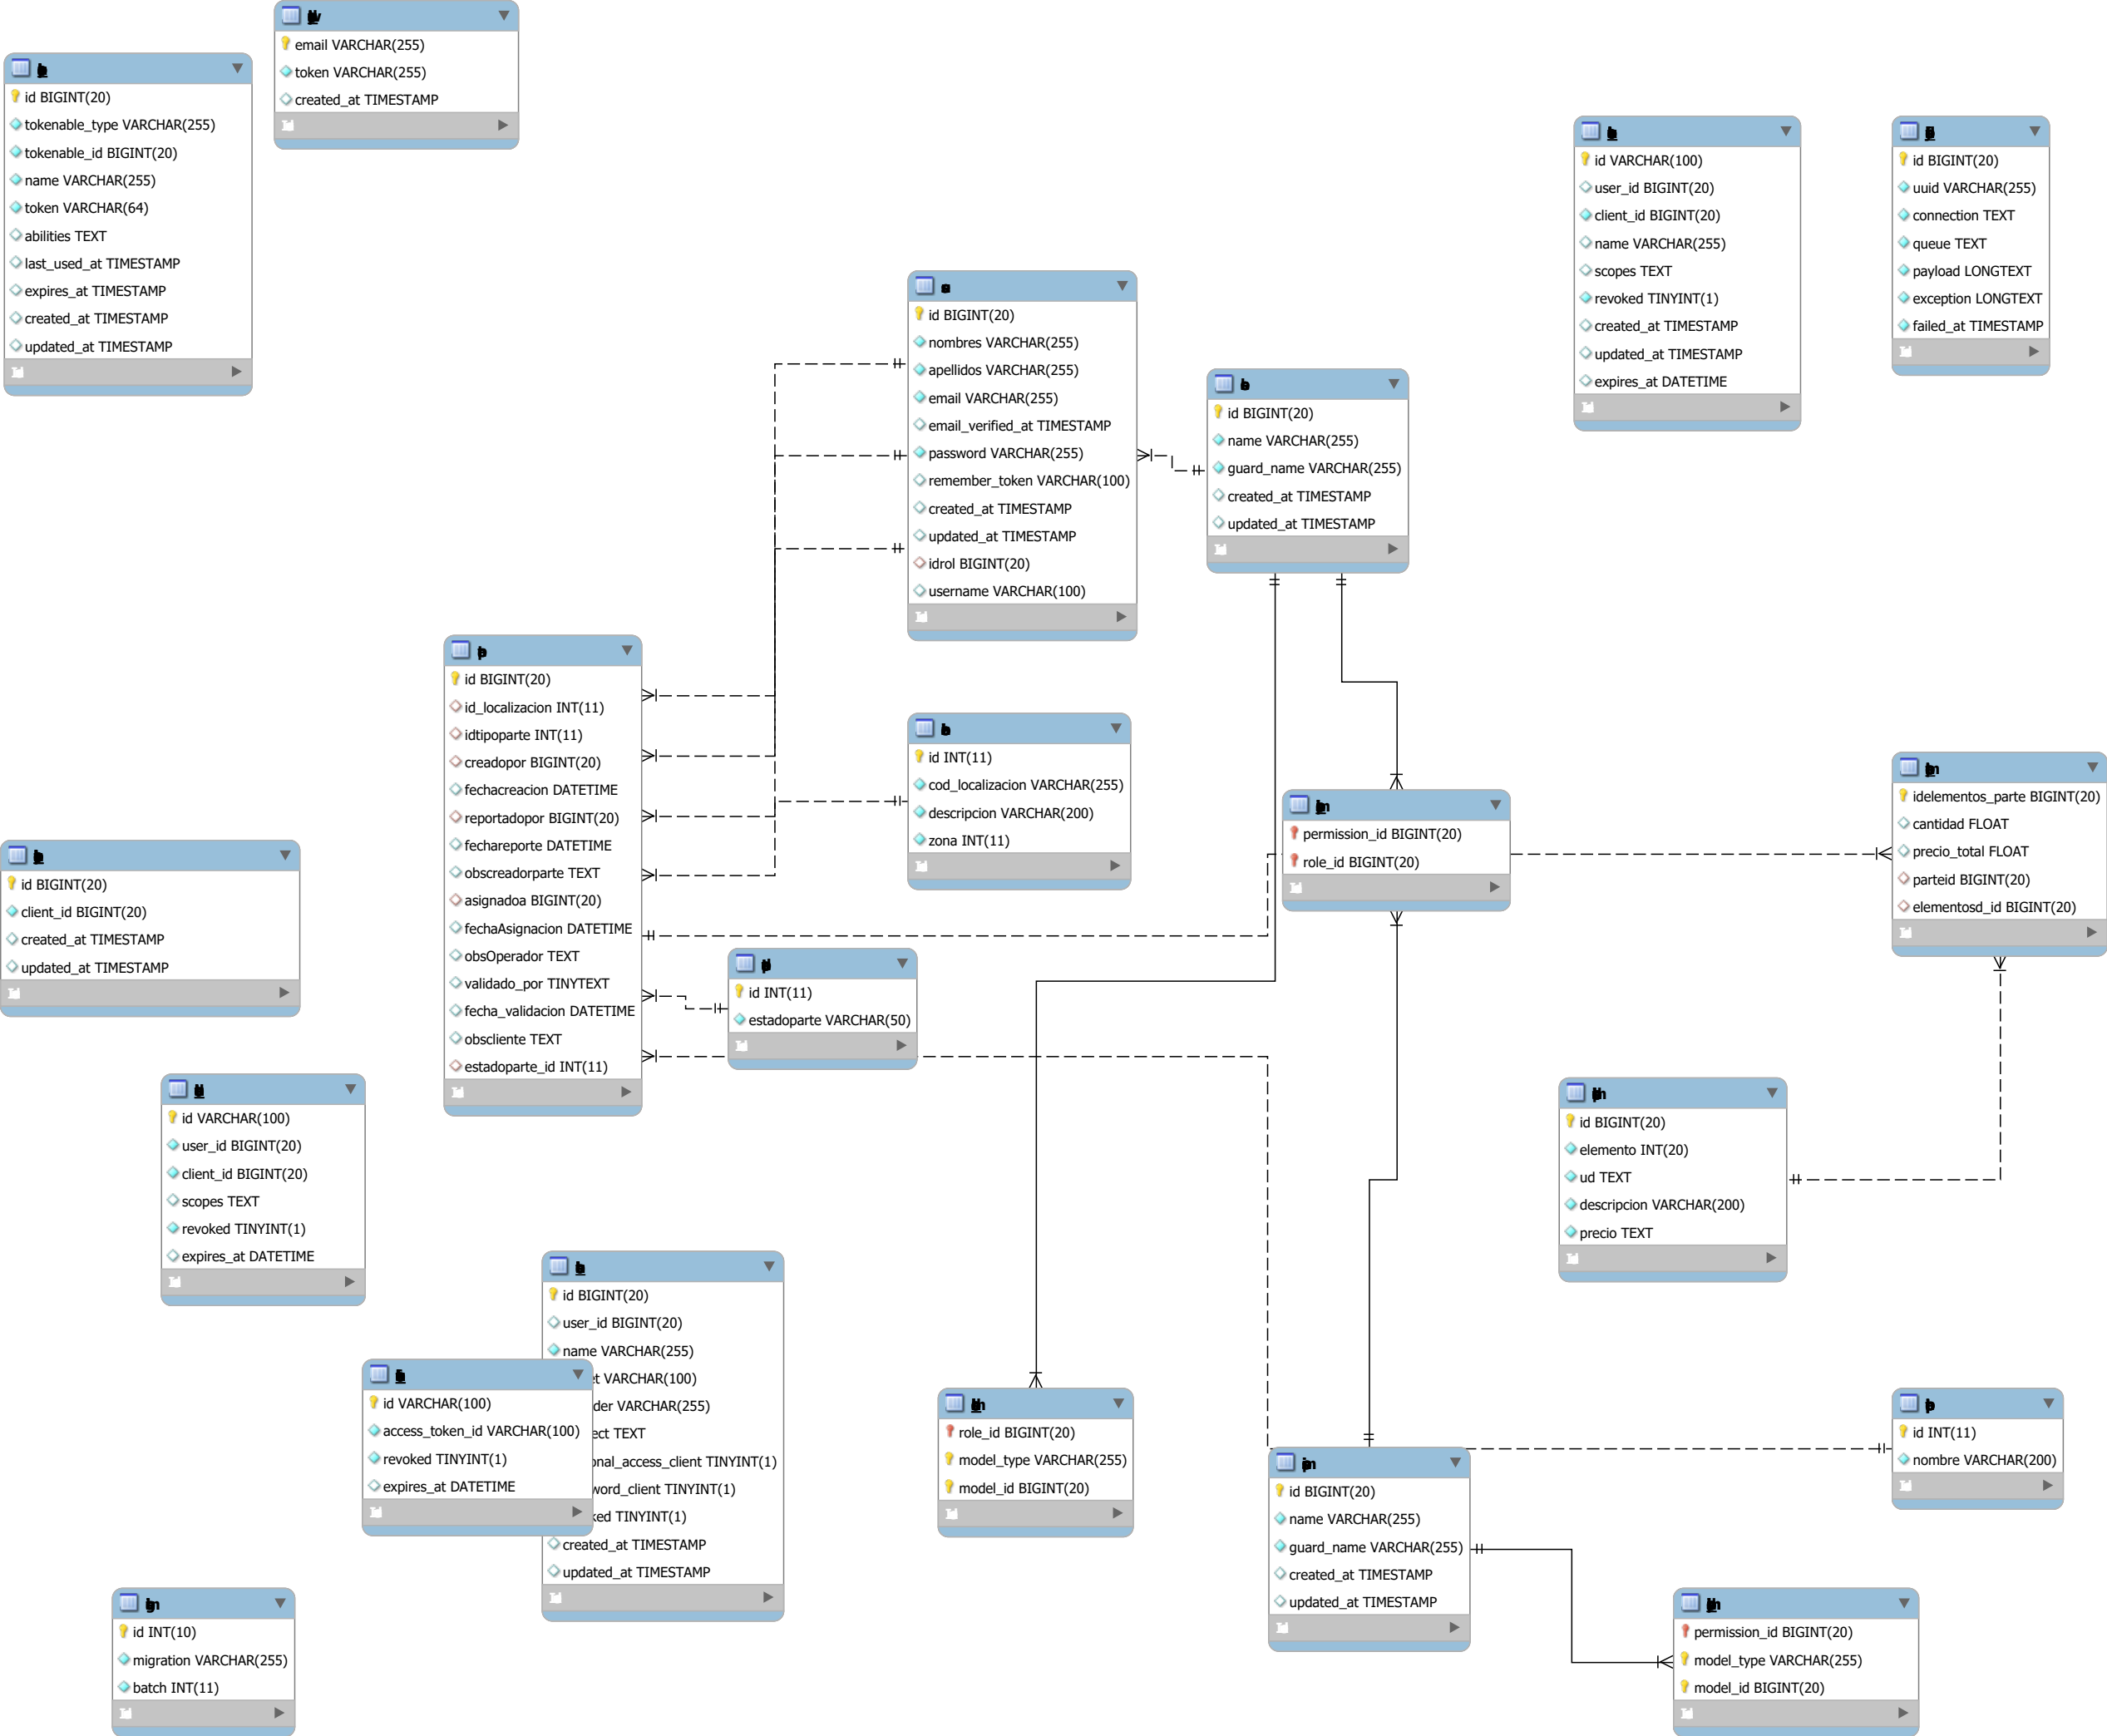 email VARCHAR(255)
token VARCHAR(255)
created_at TIMESTAMP
id BIGINT(20)
tokenable_type VARCHAR(255)
tokenable_id BIGINT(20)
name VARCHAR(255)
token VARCHAR(64)
abilities TEXT
last_used_at TIMESTAMP
expires_at TIMESTAMP
created_at TIMESTAMP
updated_at TIMESTAMP
id VARCHAR(100)
user_id BIGINT(20)
client_id BIGINT(20)
name VARCHAR(255)
scopes TEXT
revoked TINYINT(1)
created_at TIMESTAMP
updated_at TIMESTAMP
expires_at DATETIME
id BIGINT(20)
uuid VARCHAR(255)
connection TEXT
queue TEXT
payload LONGTEXT
exception LONGTEXT
failed_at TIMESTAMP
id BIGINT(20)
nombres VARCHAR(255)
apellidos VARCHAR(255)
email VARCHAR(255)
email_verified_at TIMESTAMP
password VARCHAR(255)
remember_token VARCHAR(100)
created_at TIMESTAMP
updated_at TIMESTAMP
idrol BIGINT(20)
username VARCHAR(100)
id BIGINT(20)
name VARCHAR(255)
guard_name VARCHAR(255)
created_at TIMESTAMP
updated_at TIMESTAMP
id BIGINT(20)
id_localizacion INT(11)
idtipoparte INT(11)
creadopor BIGINT(20)
fechacreacion DATETIME
reportadopor BIGINT(20)
fechareporte DATETIME
obscreadorparte TEXT
asignadoa BIGINT(20)
fechaAsignacion DATETIME
obsOperador TEXT
validado_por TINYTEXT
fecha_validacion DATETIME
obscliente TEXT
estadoparte_id INT(11)
id INT(11)
cod_localizacion VARCHAR(255)
descripcion VARCHAR(200)
zona INT(11)
permission_id BIGINT(20)
role_id BIGINT(20)
idelementos_parte BIGINT(20)
cantidad FLOAT
precio_total FLOAT
parteid BIGINT(20)
elementosd_id BIGINT(20)
id BIGINT(20)
client_id BIGINT(20)
created_at TIMESTAMP
updated_at TIMESTAMP
id INT(11)
estadoparte VARCHAR(50)
id VARCHAR(100)
user_id BIGINT(20)
client_id BIGINT(20)
scopes TEXT
revoked TINYINT(1)
expires_at DATETIME
id BIGINT(20)
elemento INT(20)
ud TEXT
descripcion VARCHAR(200)
precio TEXT
id BIGINT(20)
user_id BIGINT(20)
name VARCHAR(255)
et VARCHAR(100)
der VARCHAR(255)
ect TEXT
onal_access_client TINYINT(1)
word_client TINYINT(1)
ked TINYINT(1)
created_at TIMESTAMP
updated_at TIMESTAMP
id VARCHAR(100)
access_token_id VARCHAR(100)
revoked TINYINT(1)
expires_at DATETIME
role_id BIGINT(20)
model_type VARCHAR(255)
model_id BIGINT(20)
id BIGINT(20)
name VARCHAR(255)
guard_name VARCHAR(255)
created_at TIMESTAMP
updated_at TIMESTAMP
id INT(11)
nombre VARCHAR(200)
id INT(10)
migration VARCHAR(255)
batch INT(11)
permission_id BIGINT(20)
model_type VARCHAR(255)
model_id BIGINT(20)